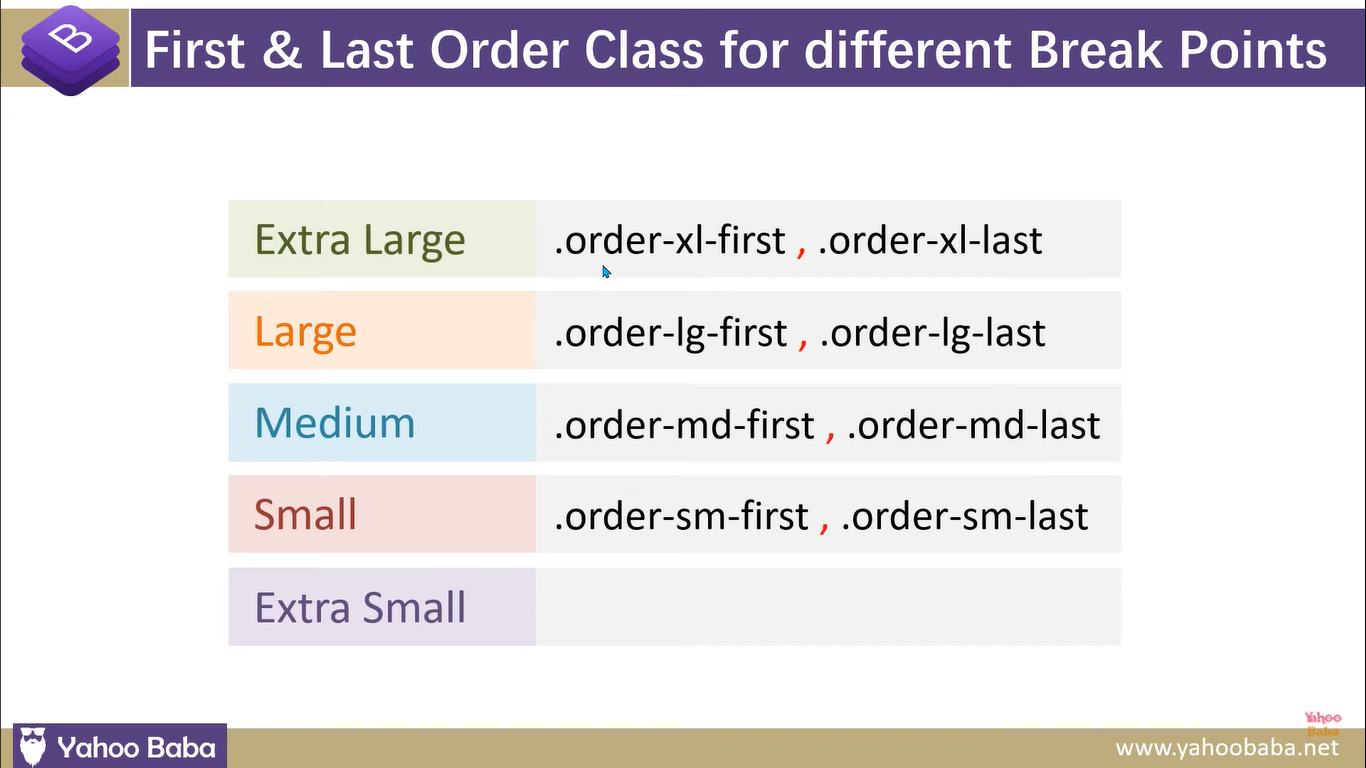 B
First & Last Order Class for different Break Points
Extra Large .order-xl-first , .order-xl-last
Large .order-lg-first , .order-lg-last
Medium .order-md-first , .order-md-last
Small .order-sm-first , .order-sm-last
Extra Small
Yahoo
Baba
Yahoo Baba
www.yahoobaba.net